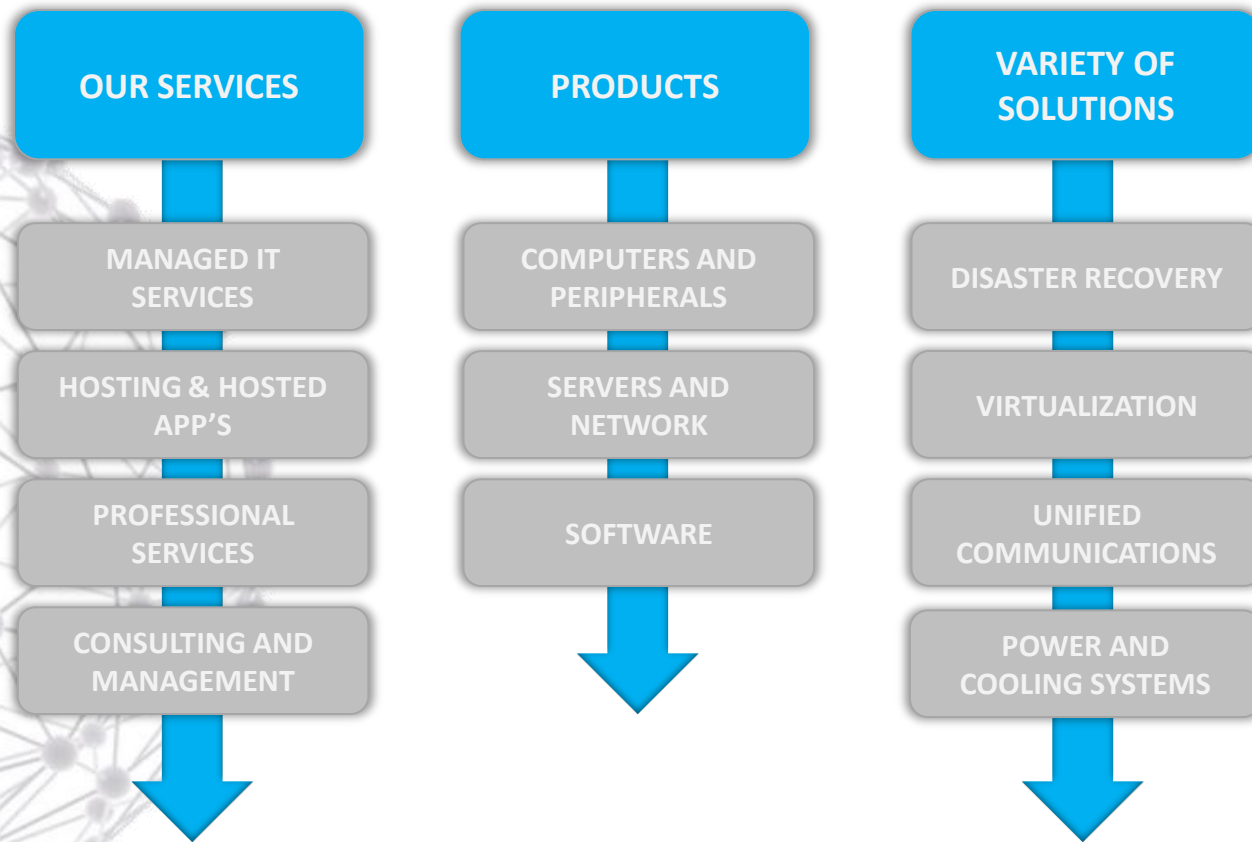 OUR SERVICES
MANAGED IT
SERVICES
HOSTING & HOSTED
APP’S
PROFESSIONAL
SERVICES
CONSULTING AND
MANAGEMENT
PRODUCTS
COMPUTERS AND
PERIPHERALS
SERVERS AND
NETWORK
SOFTWARE
VARIETY OF
SOLUTIONS
DISASTER RECOVERY
VIRTUALIZATION
UNIFIED
COMMUNICATIONS
POWER AND
COOLING SYSTEMS